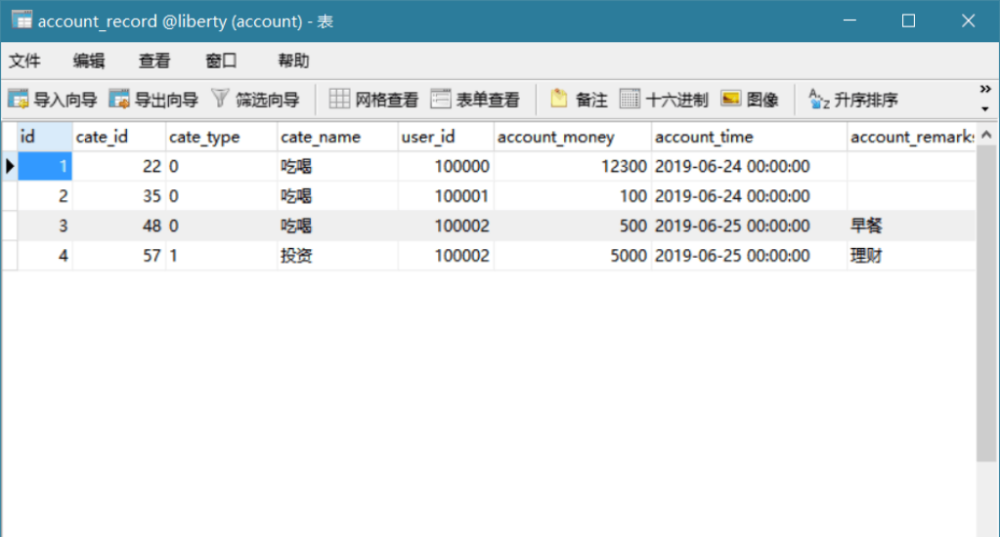 account_record @liberty (account) - 表
文件 编辑 查看 窗口 帮助
导入向导 导出向导 筛选向导 网格查看 表单查看 备注 十六进制 图像 升序排序
id cate_id cate_type cate_name user_id account_money account_time account_remarks
1 22 0 吃喝 100000 12300 2019-06-24 00:00:00
2 35 0 吃喝 100001 100 2019-06-24 00:00:00
3 48 0 吃喝 100002 500 2019-06-25 00:00:00 早餐
4 57 1 投资 100002 5000 2019-06-25 00:00:00 理财